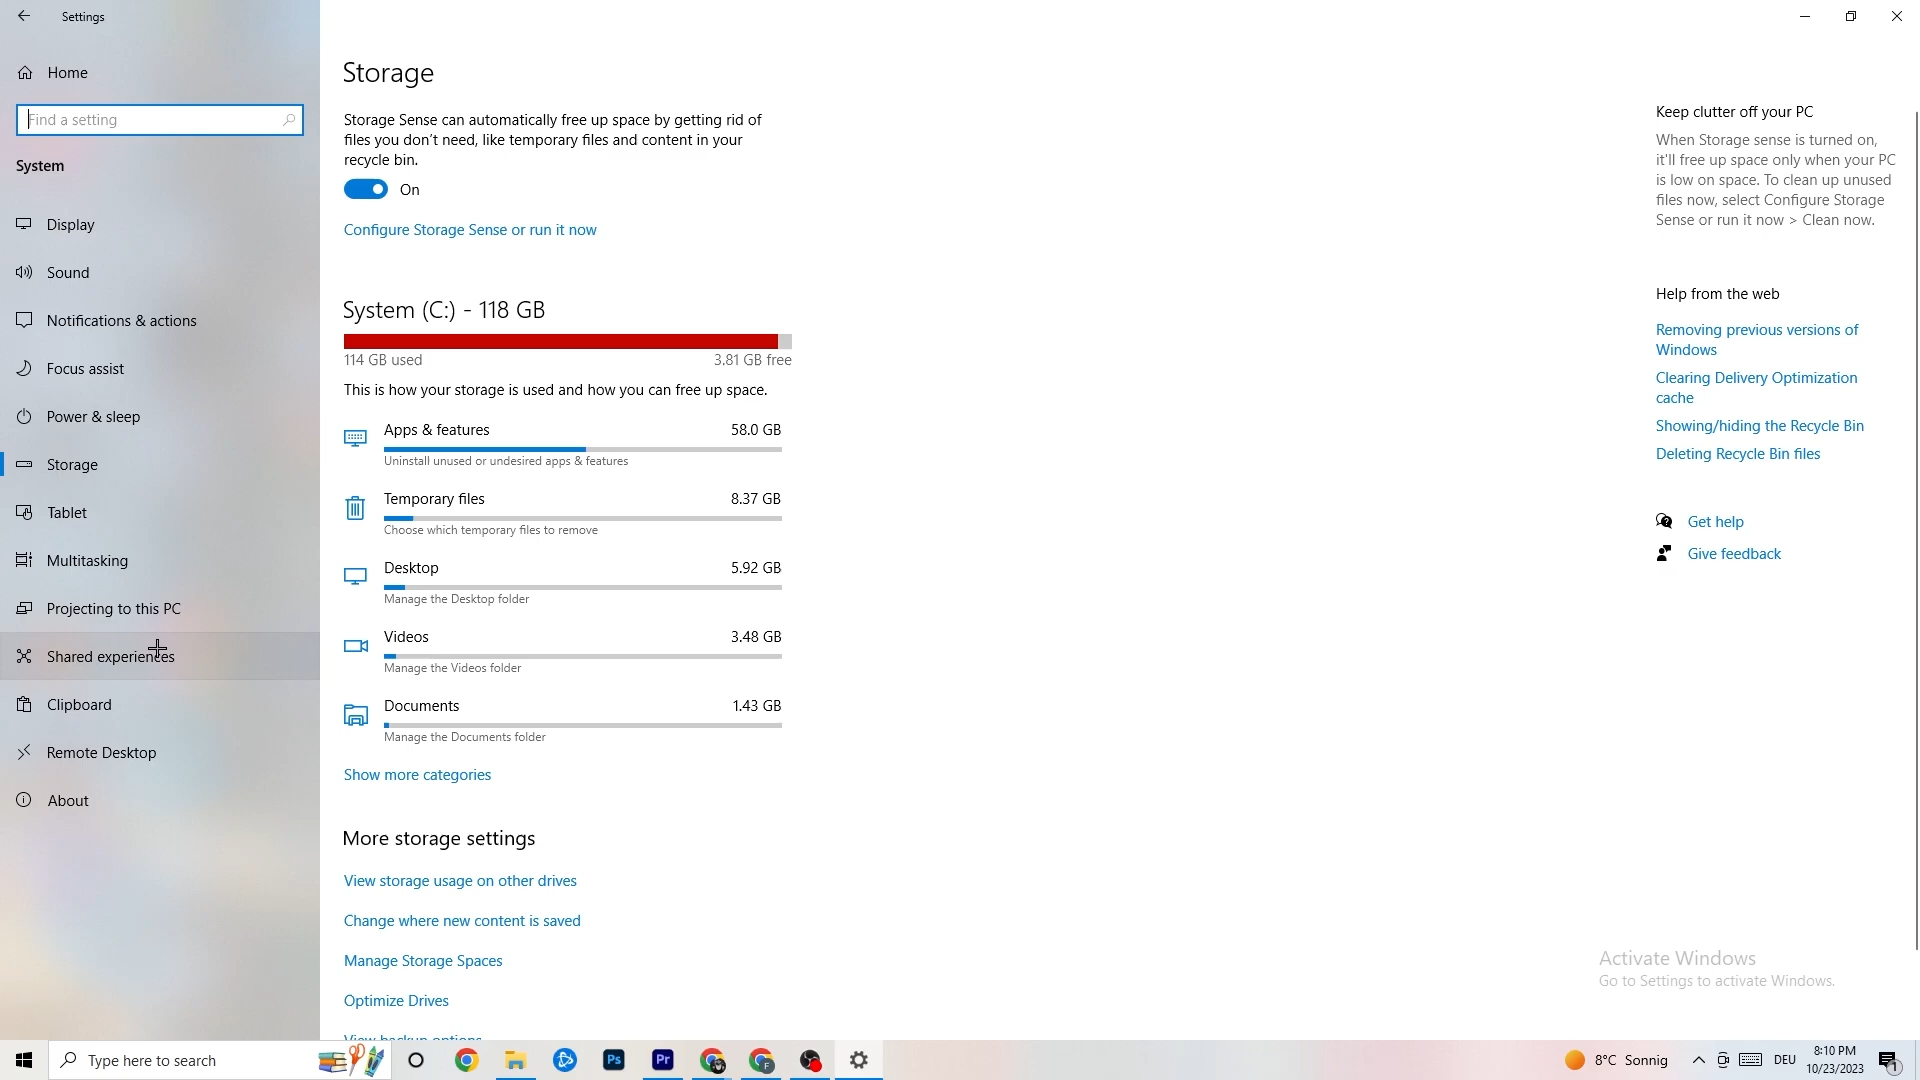 Settings
Home
Find a setting
System
Display
Sound
Notifications & actions
Focus assist
Power & sleep
Storage
Tablet
Multitasking
Projecting to this PC
Shared experiences
Clipboard
Remote Desktop
About
Storage
Storage Sense can automatically free up space by getting rid of
files you don't need, like temporary files and content in your
recycle bin.
On
Configure Storage Sense or run it now
System (C:) - 118 GB
114 GB used
3.81 GB free
This is how your storage is used and how you can free up space.
Apps & features 58.0 GB
Uninstall unused or undesired apps & features
Temporary files 8.37 GB
Choose which temporary files to remove
Desktop 5.92 GB
Manage the Desktop folder
Videos 3.48 GB
Manage the Videos folder
Documents 1.43 GB
Manage the Documents folder
Show more categories
More storage settings
View storage usage on other drives
Change where new content is saved
Manage Storage Spaces
Optimize Drives
View backup options
Keep clutter off your PC
When Storage sense is turned on,
it'll free up space only when your PC
is low on space. To clean up unused
files now, select Configure Storage
Sense or run it now > Clean now.
Help from the web
Removing previous versions of
Windows
Clearing Delivery Optimization
cache
Showing/hiding the Recycle Bin
Deleting Recycle Bin files
Get help
Give feedback
Activate Windows
Go to Settings to activate Windows.
Type here to search
Ps
Pr
F
8°C Sonnig
DEU
8:10 PM
10/23/2023
1